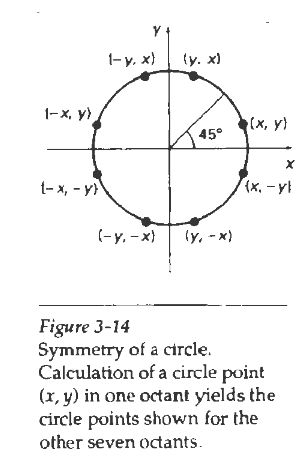 y
(-y, x) (y. x)
(-x, y) (x, y)
45°
x
(-x, -y) (x, -y)
(-y, -x) (y, -x)
Figure 3-14
Symmetry of a circle.
Calculation of a circle point
(x, y) in one octant yields the
circle points shown for the
other seven octants.